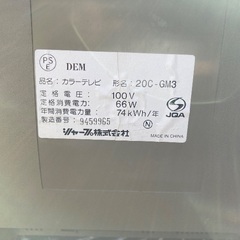 PS
E
DEM
品名：カラーテレビ 形名：20C-GM3
定格電圧：100V
定格消費電力：66W
年間消費電力量：74kWh/年
製造番号：9459965
N
JQA
シャープ株式会社
MADE IN CHINA